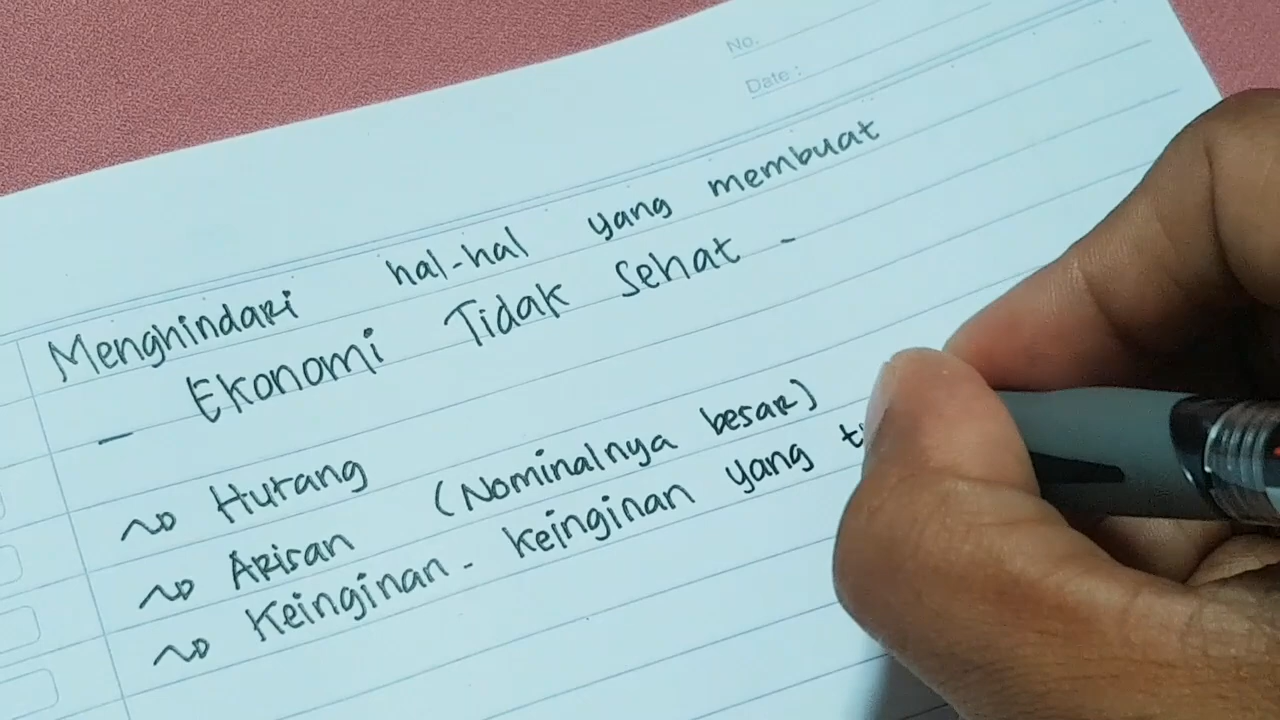 No.
Date :
Menghindari hal-hal yang membuat
- Ekonomi Tidak Sehat -
~> Hutang
~> Arisan (Nominalnya besar)
~> Keinginan - keinginan yang